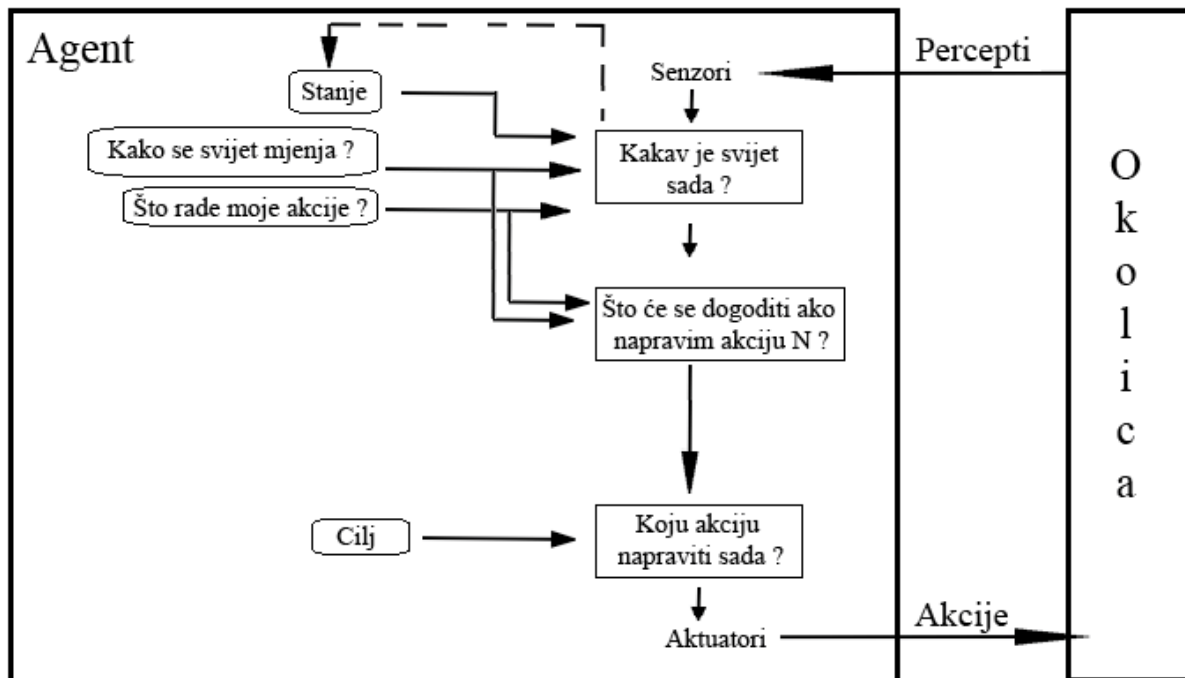 Agent
Percepti
Senzori
Stanje
Kako se svijet mjenja ?
Kakav je svijet
sada ?
Što rade moje akcije ?
Što će se dogoditi ako
napravim akciju N ?
Cilj
Koju akciju
napraviti sada ?
Aktuatori
Akcije
Okolica